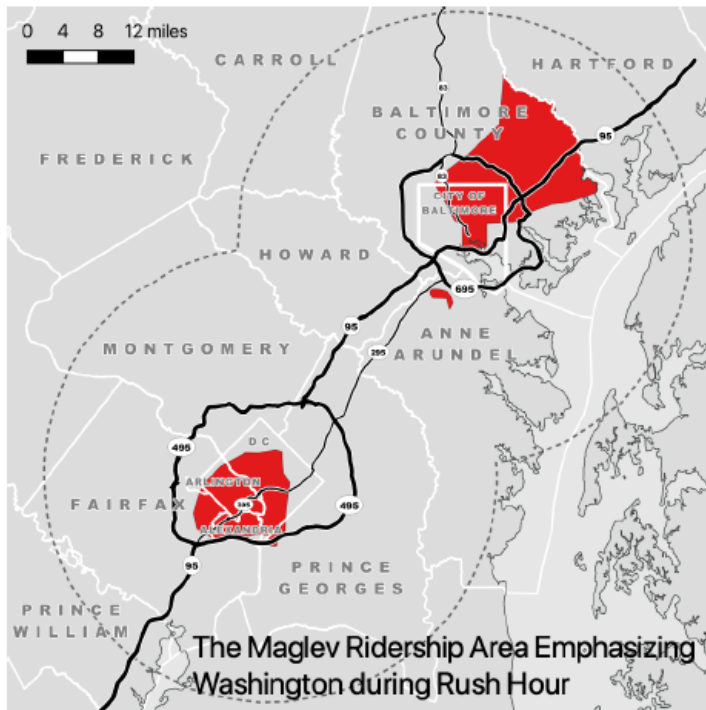 0 4 8 12 miles
CARROLL
HARTFORD
83
BALTIMORE
COUNTY
95
FREDERICK
83
CITY OF
BALTIMORE
HOWARD
695
95
ANNE
ARUNDEL
MONTGOMERY
295
495
DC
ARLINGTON
FAIRFAX
395
495
ALEXANDRIA
95
PRINCE
GEORGES
PRINCE
WILLIAM
The Maglev Ridership Area Emphasizing
Washington during Rush Hour